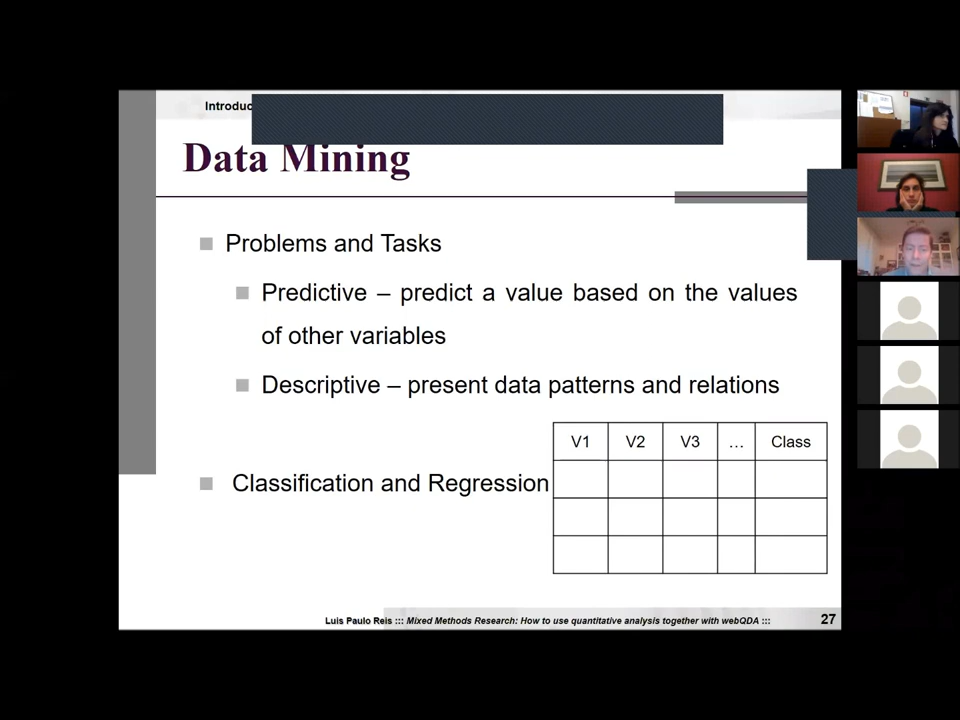 Introduc
Data Mining
Problems and Tasks
Predictive – predict a value based on the values
of other variables
Descriptive – present data patterns and relations
V1 V2 V3 … Class
Classification and Regression
Luis Paulo Reis ::: Mixed Methods Research: How to use quantitative analysis together with webQDA :::
27